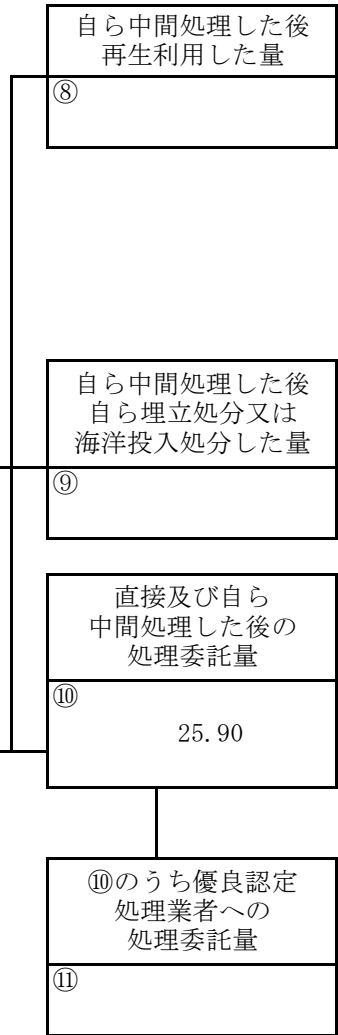 自ら中間処理した後
再生利用した量
⑧
自ら中間処理した後
自ら埋立処分又は
海洋投入処分した量
⑨
直接及び自ら
中間処理した後の
処理委託量
⑩
25.90
⑩のうち優良認定
処理業者への
処理委託量
⑪